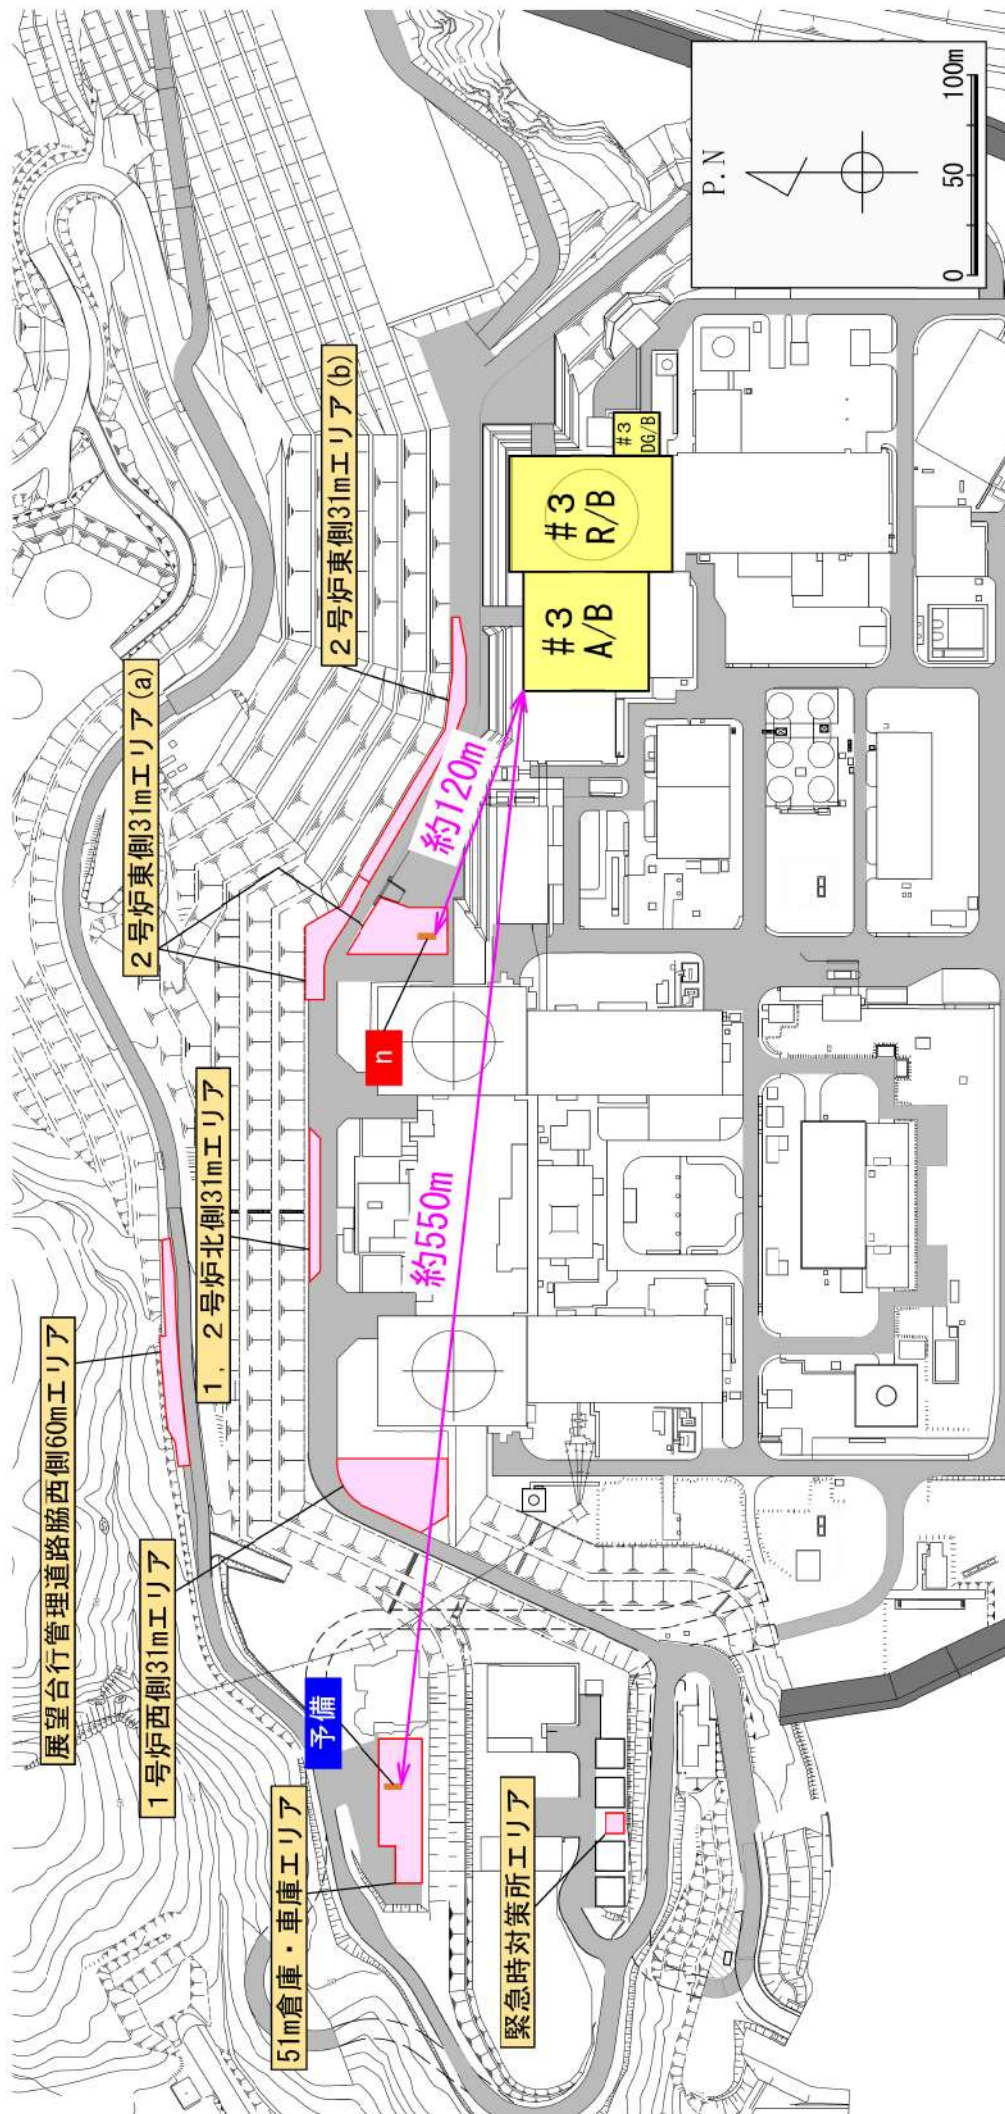 展望台行管理道路脇西側60mエリア
1号炉西側31mエリア
51m倉庫・車庫エリア
予備
緊急時対策所エリア
1，2号炉北側31mエリア
2号炉東側31mエリア(a)
2号炉東側31mエリア(b)
n
約120m
約550m
#3
A/B
#3
R/B
#3
DG/B
P.N
0 50 100m